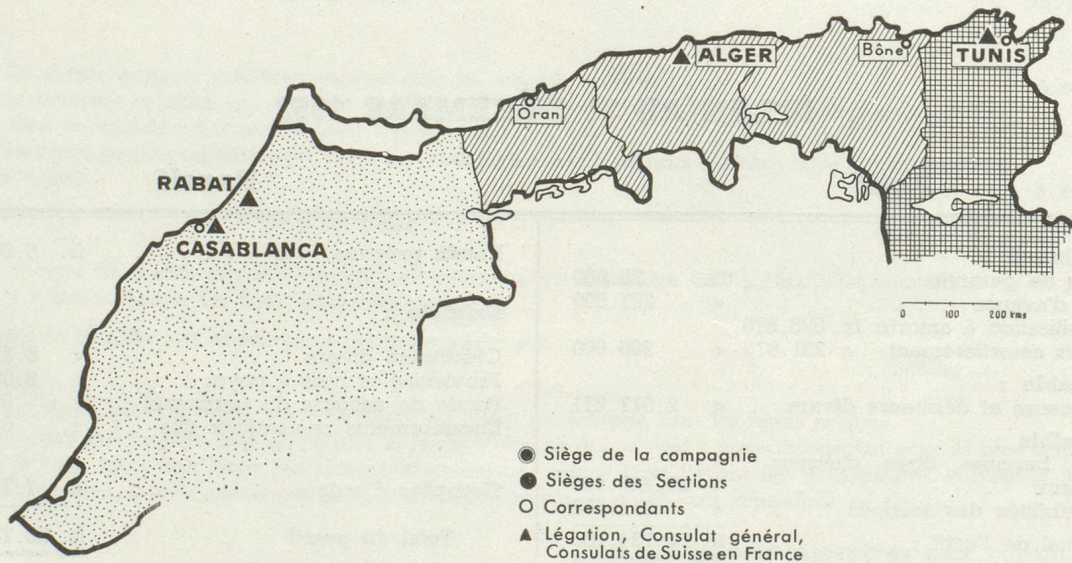 ALGER
Bône
TUNIS
Oran
RABAT
CASABLANCA
0 100 200 kms
Siège de la compagnie
Sièges des Sections
Correspondants
Légation, Consulat général,
Consulats de Suisse en France